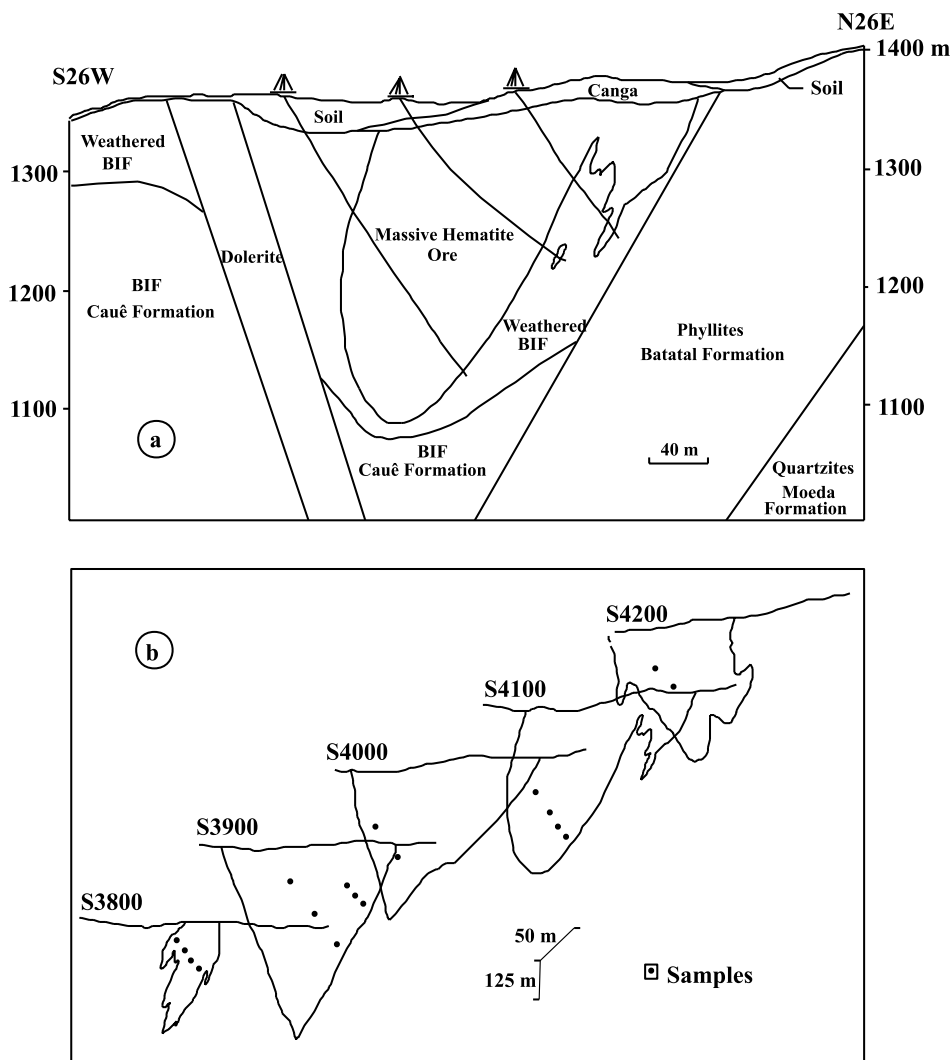 N26E
1400 m
S26W
Soil
Canga
Soil
Weathered
BIF
1300
1300
Massive Hematite
Ore
Dolerite
BIF
Cauê Formation
1200
1200
Weathered
BIF
Phyllites
Batatal Formation
1100
1100
a
BIF
Cauê Formation
40 m
Quartzites
Moeda
Formation
b
S4200
S4100
S4000
S3900
S3800
50 m
125 m
Samples